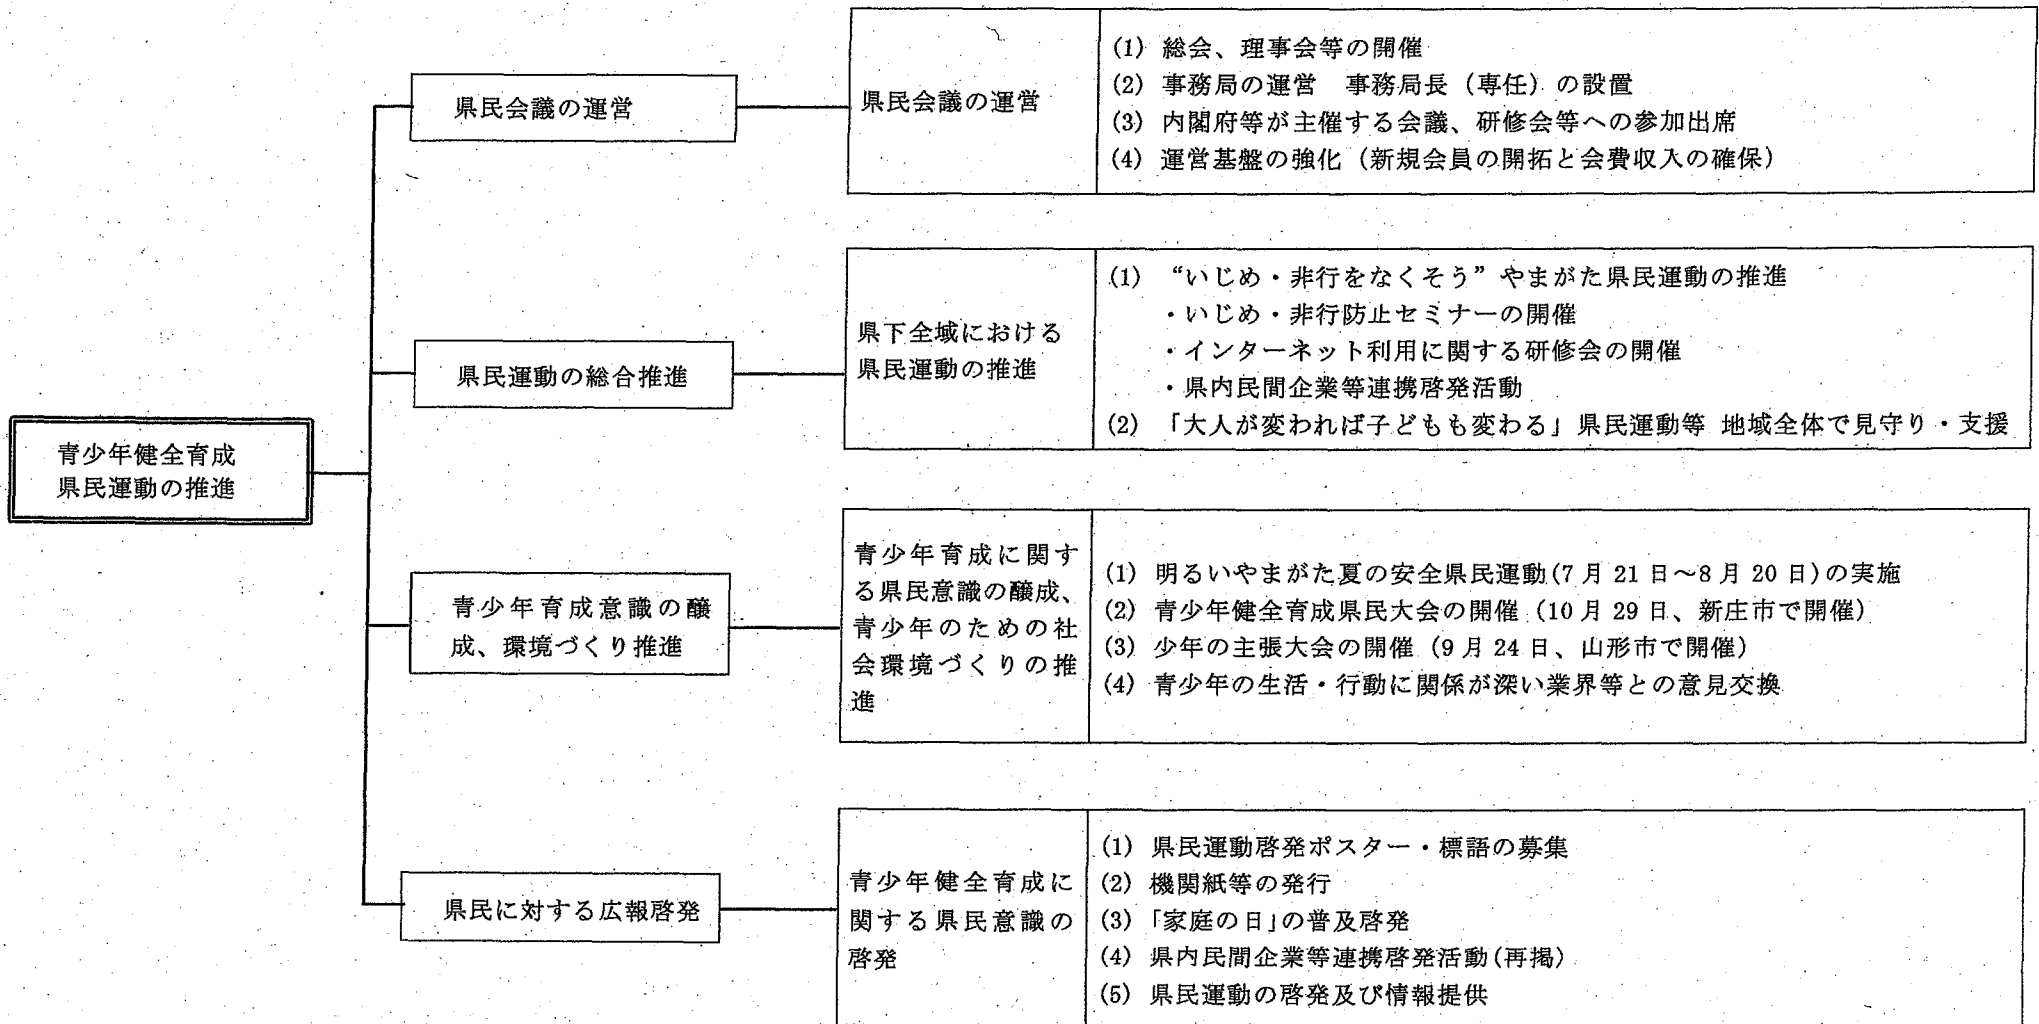 青少年健全育成
県民運動の推進
県民会議の運営
県民会議の運営
(1) 総会、理事会等の開催
(2) 事務局の運営　事務局長（専任）の設置
(3) 内閣府等が主催する会議、研修会等への参加出席
(4) 運営基盤の強化（新規会員の開拓と会費収入の確保）
県民運動の総合推進
県下全域における
県民運動の推進
(1) “いじめ・非行をなくそう”やまがた県民運動の推進
・いじめ・非行防止セミナーの開催
・インターネット利用に関する研修会の開催
・県内民間企業等連携啓発活動
(2) 「大人が変われば子どもも変わる」県民運動等 地域全体で見守り・支援
青少年育成意識の醸
成、環境づくり推進
青少年育成に関す
る県民意識の醸成、
青少年のための社
会環境づくりの推
進
(1) 明るいやまがた夏の安全県民運動(7月21日～8月20日)の実施
(2) 青少年健全育成県民大会の開催（10月29日、新庄市で開催）
(3) 少年の主張大会の開催（9月24日、山形市で開催）
(4) 青少年の生活・行動に関係が深い業界等との意見交換
県民に対する広報啓発
青少年健全育成に
関する県民意識の
啓発
(1) 県民運動啓発ポスター・標語の募集
(2) 機関紙等の発行
(3) 「家庭の日」の普及啓発
(4) 県内民間企業等連携啓発活動(再掲)
(5) 県民運動の啓発及び情報提供